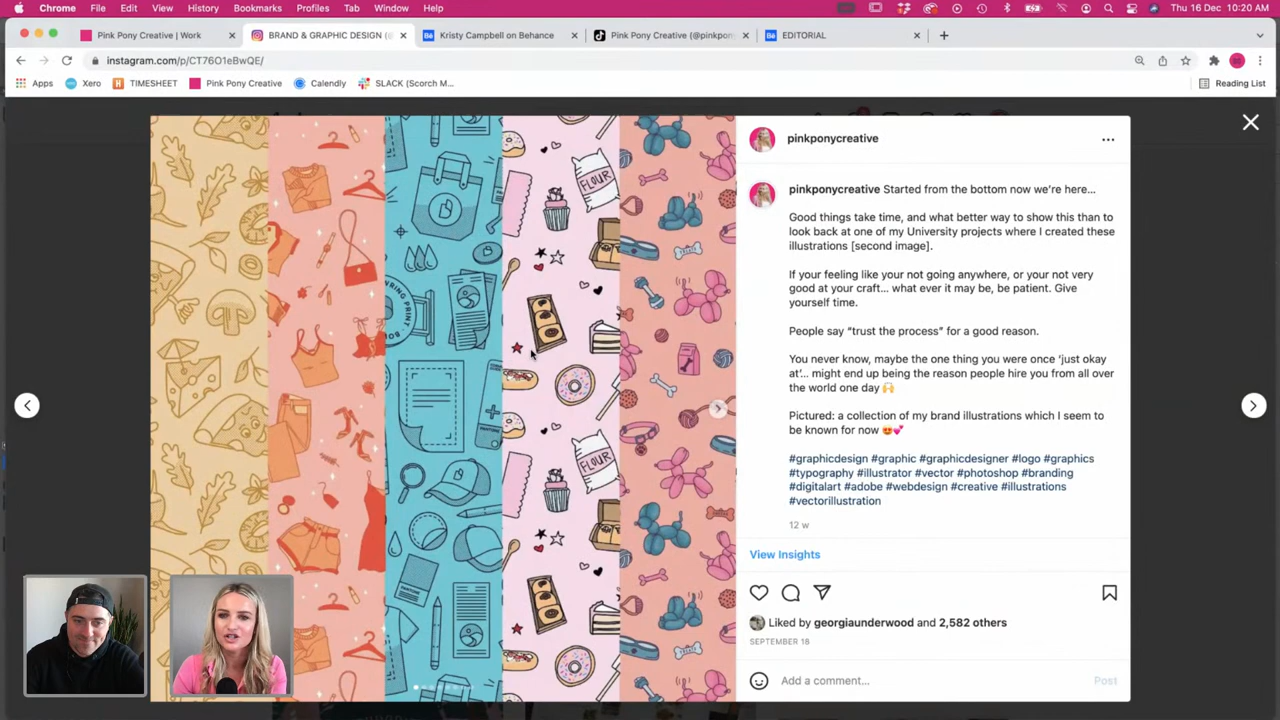 Chrome File Edit View History Bookmarks Profiles Tab Window Help Thu 16 Dec 10:20 AM
Pink Pony Creative | Work
BRAND & GRAPHIC DESIGN (@
Kristy Campbell on Behance
Pink Pony Creative (@pinkpony
EDITORIAL
instagram.com/p/CT76O1eBwQE/
Apps Xero TIMESHEET Pink Pony Creative Calendly SLACK (Scorch M... Reading List
pinkponycreative
pinkponycreative Started from the bottom now we're here...
Good things take time, and what better way to show this than to
look back at one of my University projects where I created these
illustrations [second image].
If your feeling like your not going anywhere, or your not very
good at your craft... what ever it may be, be patient. Give
yourself time.
People say “trust the process” for a good reason.
You never know, maybe the one thing you were once ‘just okay
at’... might end up being the reason people hire you from all over
the world one day 🙌
Pictured: a collection of my brand illustrations which I seem to
be known for now 😍💕
#graphicdesign #graphic #graphicdesigner #logo #graphics
#typography #illustrator #vector #photoshop #branding
#digitalart #adobe #webdesign #creative #illustrations
#vectorillustration
12 w
View Insights
Liked by georgiaunderwood and 2,582 others
SEPTEMBER 18
Add a comment...
Post
FLOUR
FLOUR
PANTONE